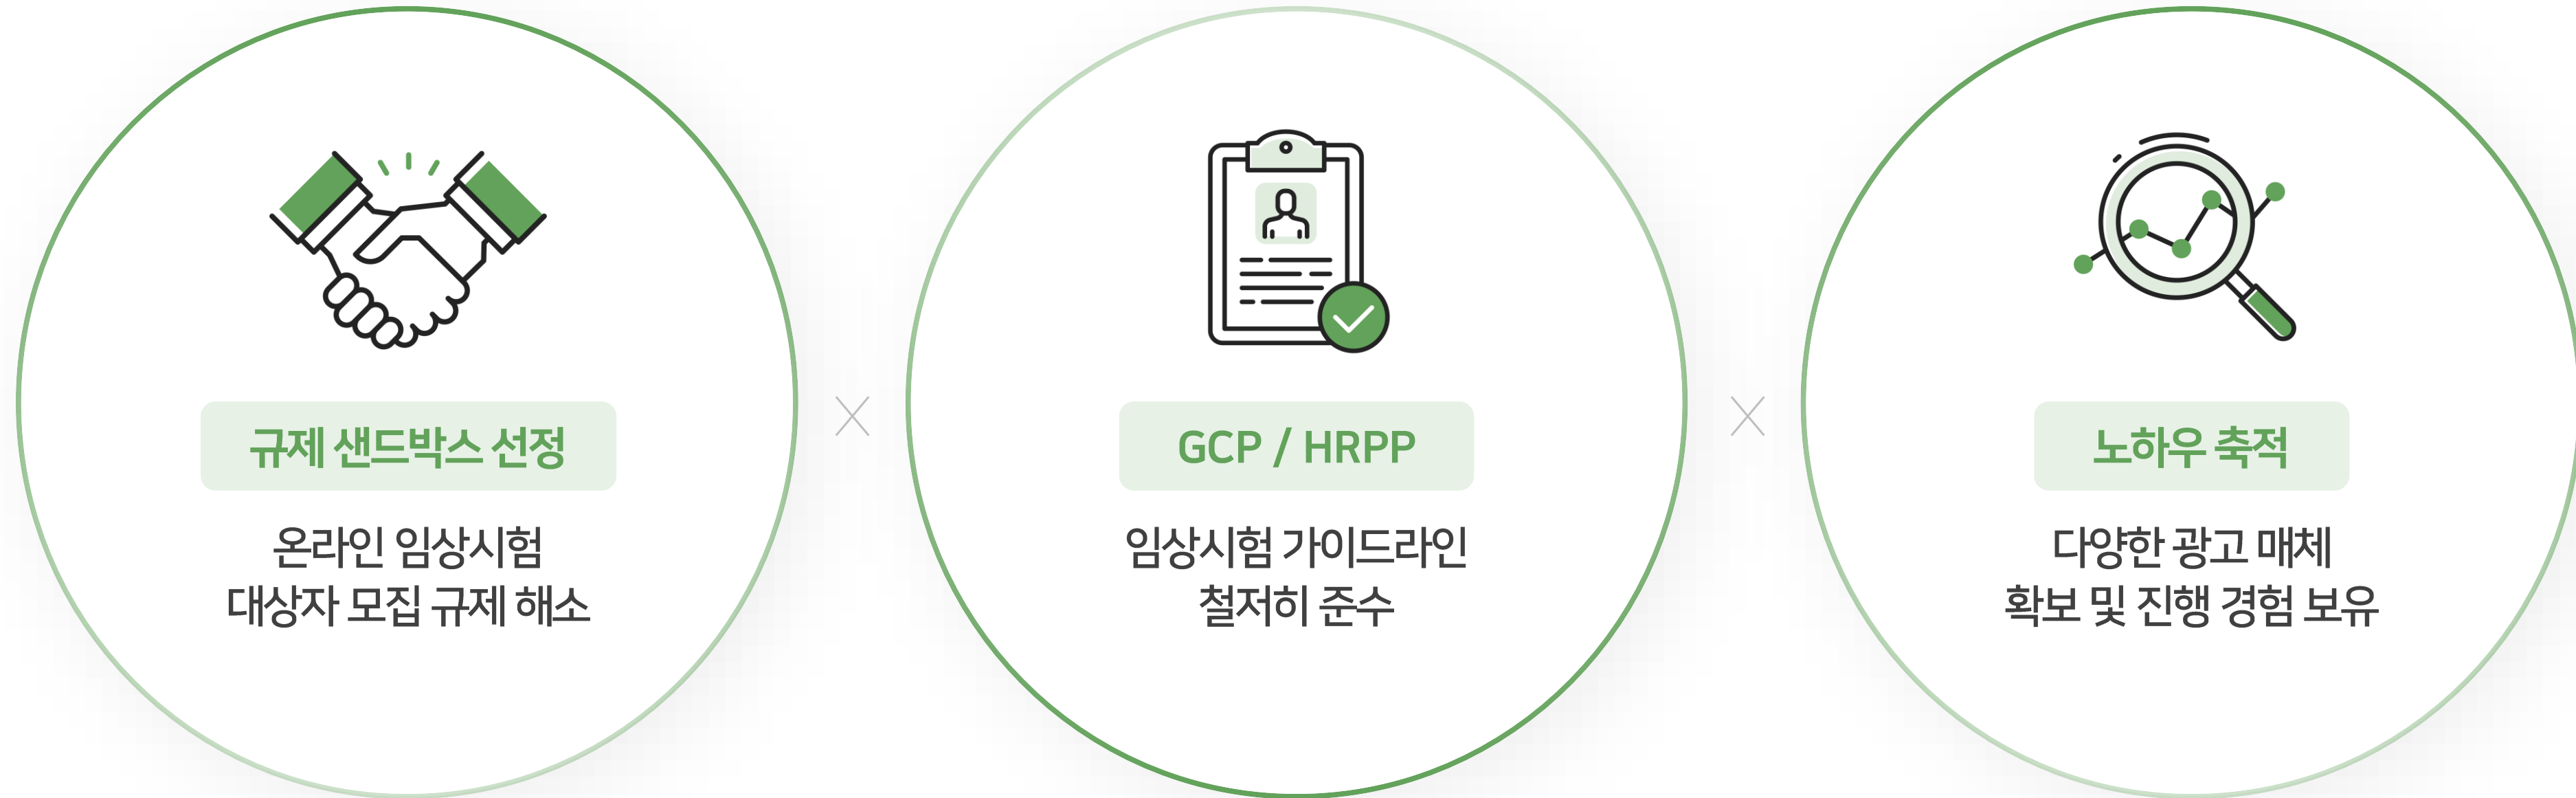 규제 샌드박스 선정
온라인 임상시험
대상자 모집 규제 해소
GCP / HRPP
임상시험 가이드라인
철저히 준수
노하우 축적
다양한 광고 매체
확보 및 진행 경험 보유